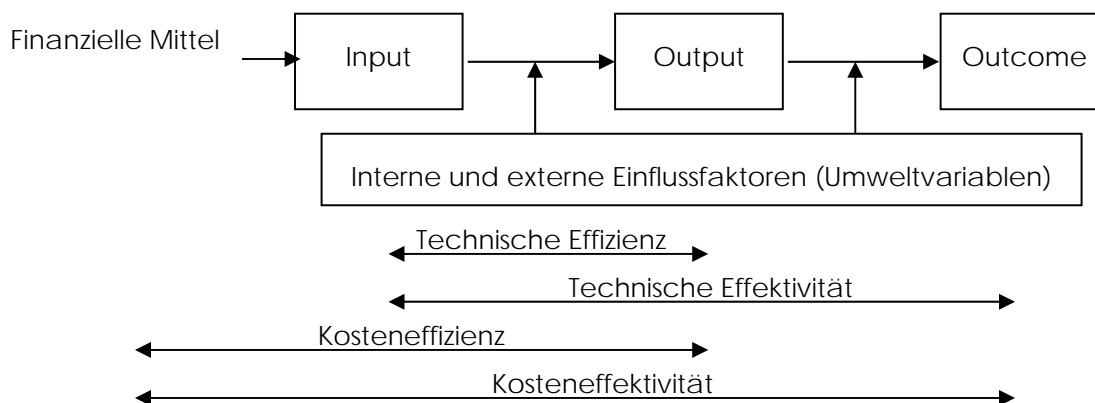 Finanzielle Mittel
Input
Output
Outcome
Interne und externe Einflussfaktoren (Umweltvariablen)
Technische Effizienz
Technische Effektivität
Kosteneffizienz
Kosteneffektivität